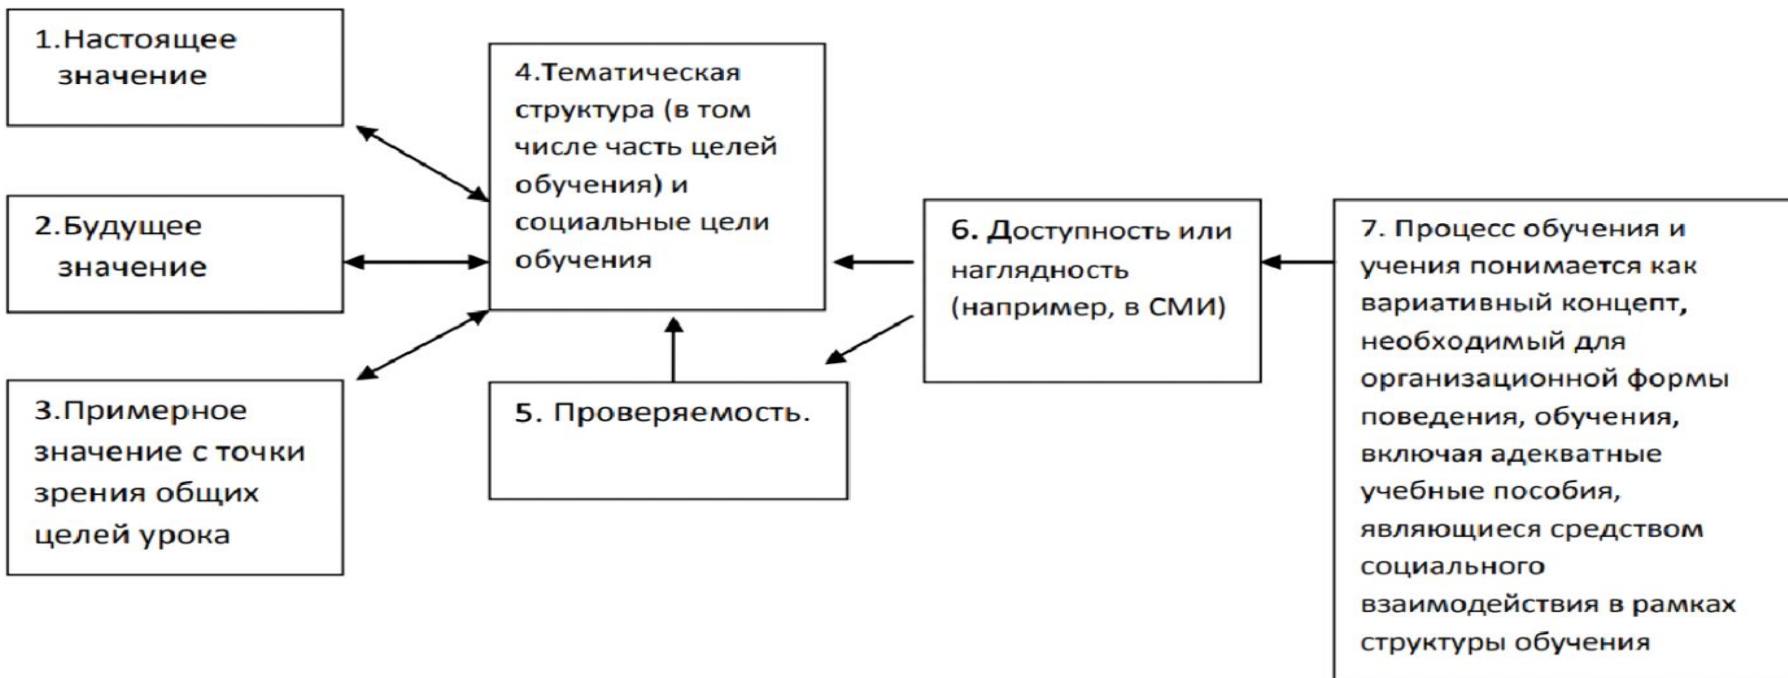 1.Настоящее
значение
2.Будущее
значение
3.Примерное
значение с точки
зрения общих
целей урока
4.Тематическая
структура (в том
числе часть целей
обучения) и
социальные цели
обучения
5. Проверяемость.
6. Доступность или
наглядность
(например, в СМИ)
7. Процесс обучения и
учения понимается как
вариативный концепт,
необходимый для
организационной формы
поведения, обучения,
включая адекватные
учебные пособия,
являющиеся средством
социального
взаимодействия в рамках
структуры обучения